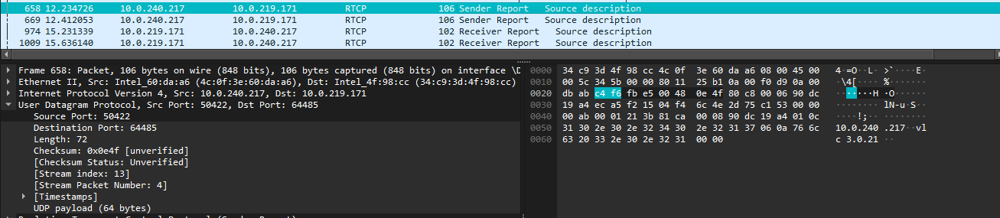 658 12.234726 10.0.240.217 10.0.219.171 RTCP 106 Sender Report Source description
669 12.412053 10.0.240.217 10.0.219.171 RTCP 106 Sender Report Source description
974 15.231339 10.0.219.171 10.0.240.217 RTCP 102 Receiver Report Source description
1009 15.636140 10.0.219.171 10.0.240.217 RTCP 102 Receiver Report Source description
Frame 658: Packet, 106 bytes on wire (848 bits), 106 bytes captured (848 bits) on interface \D
Ethernet II, Src: Intel_60:da:a6 (4c:0f:3e:60:da:a6), Dst: Intel_4f:98:cc (34:c9:3d:4f:98:cc)
Internet Protocol Version 4, Src: 10.0.240.217, Dst: 10.0.219.171
User Datagram Protocol, Src Port: 50422, Dst Port: 64485
Source Port: 50422
Destination Port: 64485
Length: 72
Checksum: 0x0e4f [unverified]
[Checksum Status: Unverified]
[Stream index: 13]
[Stream Packet Number: 4]
[Timestamps]
UDP payload (64 bytes)
0000 34 c9 3d 4f 98 cc 4c 0f 3e 60 da a6 08 00 45 00 4·=O··L·>`····E·
0010 00 5c 34 5b 00 00 80 11 25 b1 0a 00 f0 d9 0a 00 ·\4[····%·······
0020 db ab c4 f6 fb e5 00 48 0e 4f 80 c8 00 06 90 dc ·······H·O······
0030 19 a4 ec a5 f2 15 04 f4 6c 4e 2d 75 c1 53 00 00 ········lN-u·S··
0040 00 ab 00 01 21 3b 81 ca 00 08 90 dc 19 a4 01 0c ····!;··········
0050 31 30 2e 30 2e 32 34 30 2e 32 31 37 06 0a 76 6c 10.0.240.217··vl
0060 63 20 33 2e 30 2e 32 31 00 00 c 3.0.21··